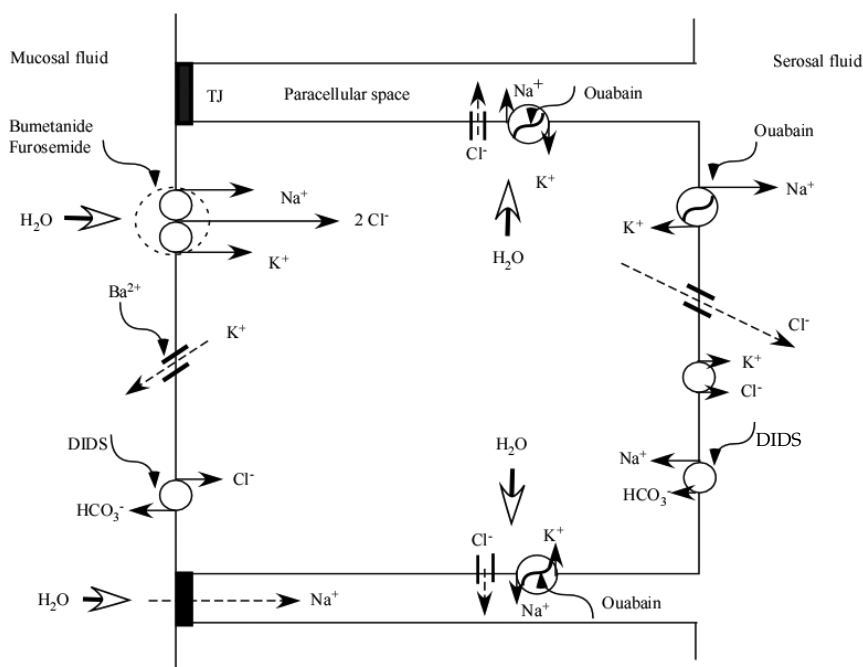 Mucosal fluid
Serosal fluid
TJ
Paracellular space
Na⁺
Ouabain
Cl⁻
K⁺
Bumetanide
Furosemide
Ouabain
H₂O
Na⁺
2 Cl⁻
K⁺
Na⁺
K⁺
H₂O
Ba²⁺
K⁺
Cl⁻
K⁺
Cl⁻
DIDS
Cl⁻
HCO₃⁻
H₂O
DIDS
Na⁺
HCO₃⁻
Cl⁻
K⁺
H₂O
Na⁺
Na⁺
Ouabain